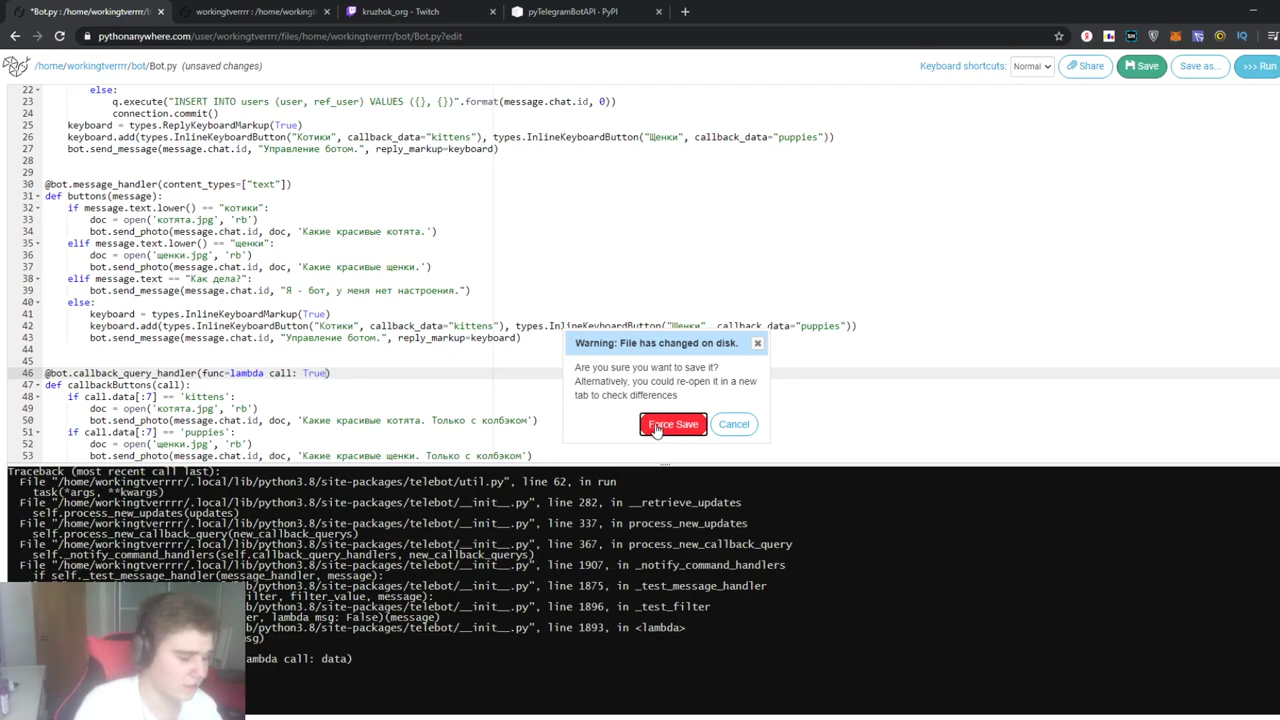 *Bot.py : /home/workingtverrr/
workingtverrr : /home/working
kruzhok_org - Twitch
pyTelegramBotAPI · PyPI
pythonanywhere.com/user/workingtverrr/files/home/workingtverrr/bot/Bot.py?edit
/home/workingtverrr/bot/Bot.py (unsaved changes)
Keyboard shortcuts: Normal Share Save Save as... >>> Run
22 else:
23 q.execute("INSERT INTO users (user, ref_user) VALUES ({}, {})".format(message.chat.id, 0))
24 connection.commit()
25 keyboard = types.ReplyKeyboardMarkup(True)
26 keyboard.add(types.InlineKeyboardButton("Котики", callback_data="kittens"), types.InlineKeyboardButton("Щенки", callback_data="puppies"))
27 bot.send_message(message.chat.id, "Управление ботом.", reply_markup=keyboard)
28
29
30 @bot.message_handler(content_types=["text"])
31 def buttons(message):
32 if message.text.lower() == "котики":
33 doc = open('котята.jpg', 'rb')
34 bot.send_photo(message.chat.id, doc, 'Какие красивые котята.')
35 elif message.text.lower() == "щенки":
36 doc = open('щенки.jpg', 'rb')
37 bot.send_photo(message.chat.id, doc, 'Какие красивые щенки.')
38 elif message.text == "Как дела?":
39 bot.send_message(message.chat.id, "Я - бот, у меня нет настроения.")
40 else:
41 keyboard = types.InlineKeyboardMarkup(True)
42 keyboard.add(types.InlineKeyboardButton("Котики", callback_data="kittens"), types.InlineKeyboardButton("Щенки", callback_data="puppies"))
43 bot.send_message(message.chat.id, "Управление ботом.", reply_markup=keyboard)
44
45
46 @bot.callback_query_handler(func=lambda call: True)
47 def callbackButtons(call):
48 if call.data[:7] == 'kittens':
49 doc = open('котята.jpg', 'rb')
50 bot.send_photo(message.chat.id, doc, 'Какие красивые котята. Только с колбэком')
51 if call.data[:7] == 'puppies':
52 doc = open('щенки.jpg', 'rb')
53 bot.send_photo(message.chat.id, doc, 'Какие красивые щенки. Только с колбэком')
Warning: File has changed on disk.
Are you sure you want to save it?
Alternatively, you could re-open it in a new
tab to check differences
Force Save Cancel
Traceback (most recent call last):
File "/home/workingtverrr/.local/lib/python3.8/site-packages/telebot/util.py", line 62, in run
task(*args, **kwargs)
File "/home/workingtverrr/.local/lib/python3.8/site-packages/telebot/__init__.py", line 282, in __retrieve_updates
self.process_new_updates(updates)
File "/home/workingtverrr/.local/lib/python3.8/site-packages/telebot/__init__.py", line 337, in process_new_updates
self.process_new_callback_query(new_callback_querys)
File "/home/workingtverrr/.local/lib/python3.8/site-packages/telebot/__init__.py", line 367, in process_new_callback_query
self._notify_command_handlers(self.callback_query_handlers, new_callback_querys)
File "/home/workingtverrr/.local/lib/python3.8/site-packages/telebot/__init__.py", line 1907, in _notify_command_handlers
if self._test_message_handler(message_handler, message):
b/python3.8/site-packages/telebot/__init__.py", line 1875, in _test_message_handler
ilter, filter_value, message):
b/python3.8/site-packages/telebot/__init__.py", line 1896, in _test_filter
er, lambda msg: False)(message)
b/python3.8/site-packages/telebot/__init__.py", line 1893, in <lambda>
sg)
ambda call: data)